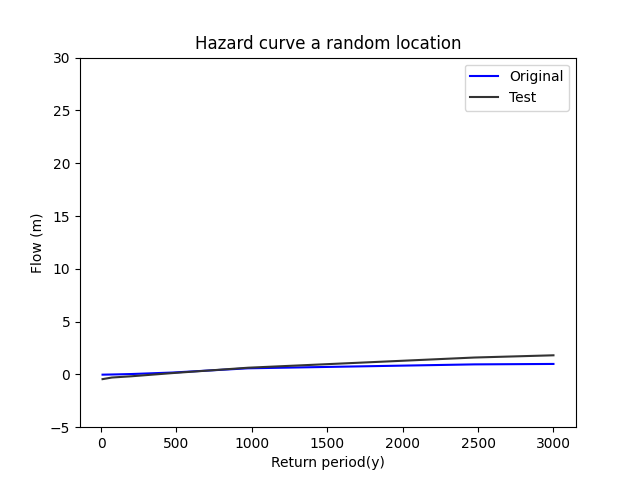 Hazard curve a random location
Original
Test
Flow (m)
30
25
20
15
10
5
0
−5
0 500 1000 1500 2000 2500 3000
Return period(y)